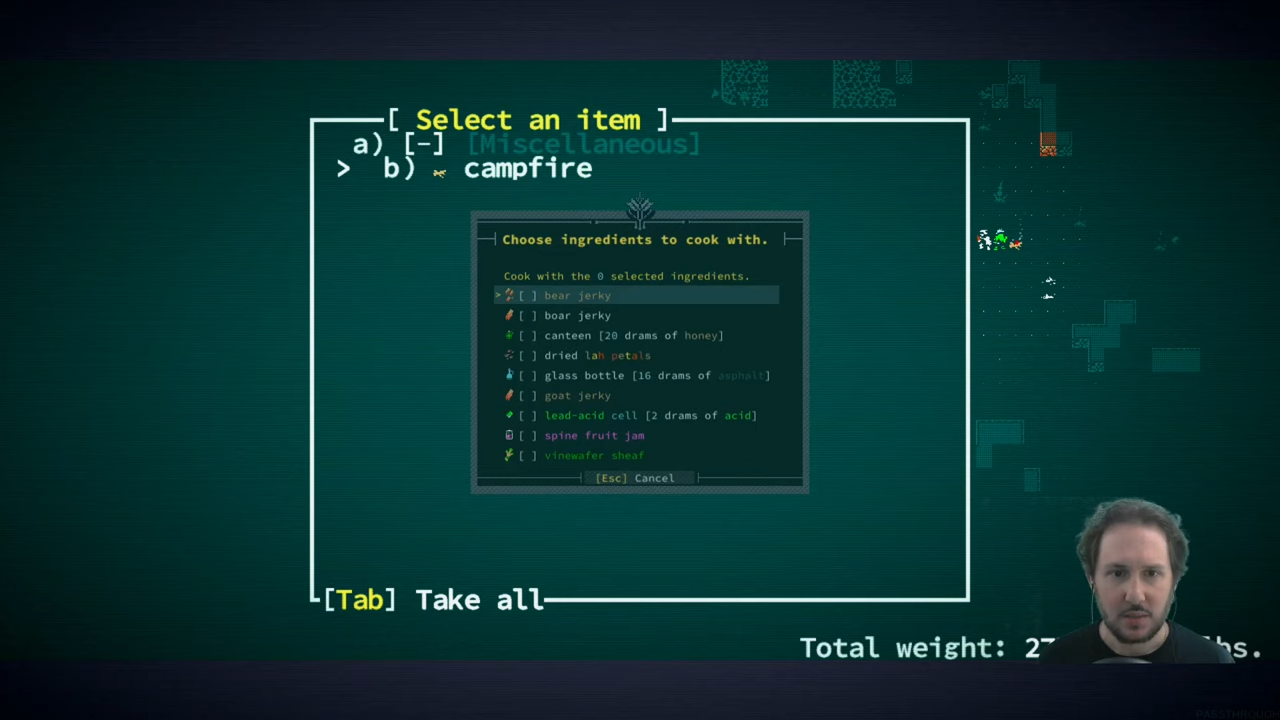 [ Select an item ]
a) [-] [Miscellaneous]
> b) campfire
Choose ingredients to cook with.
Cook with the 0 selected ingredients.
> [ ] bear jerky
[ ] boar jerky
[ ] canteen [20 drams of honey]
[ ] dried lah petals
[ ] glass bottle [16 drams of asphalt]
[ ] goat jerky
[ ] lead-acid cell [2 drams of acid]
[ ] spine fruit jam
[ ] vinewafer sheaf
[Esc] Cancel
[Tab] Take all
Total weight: